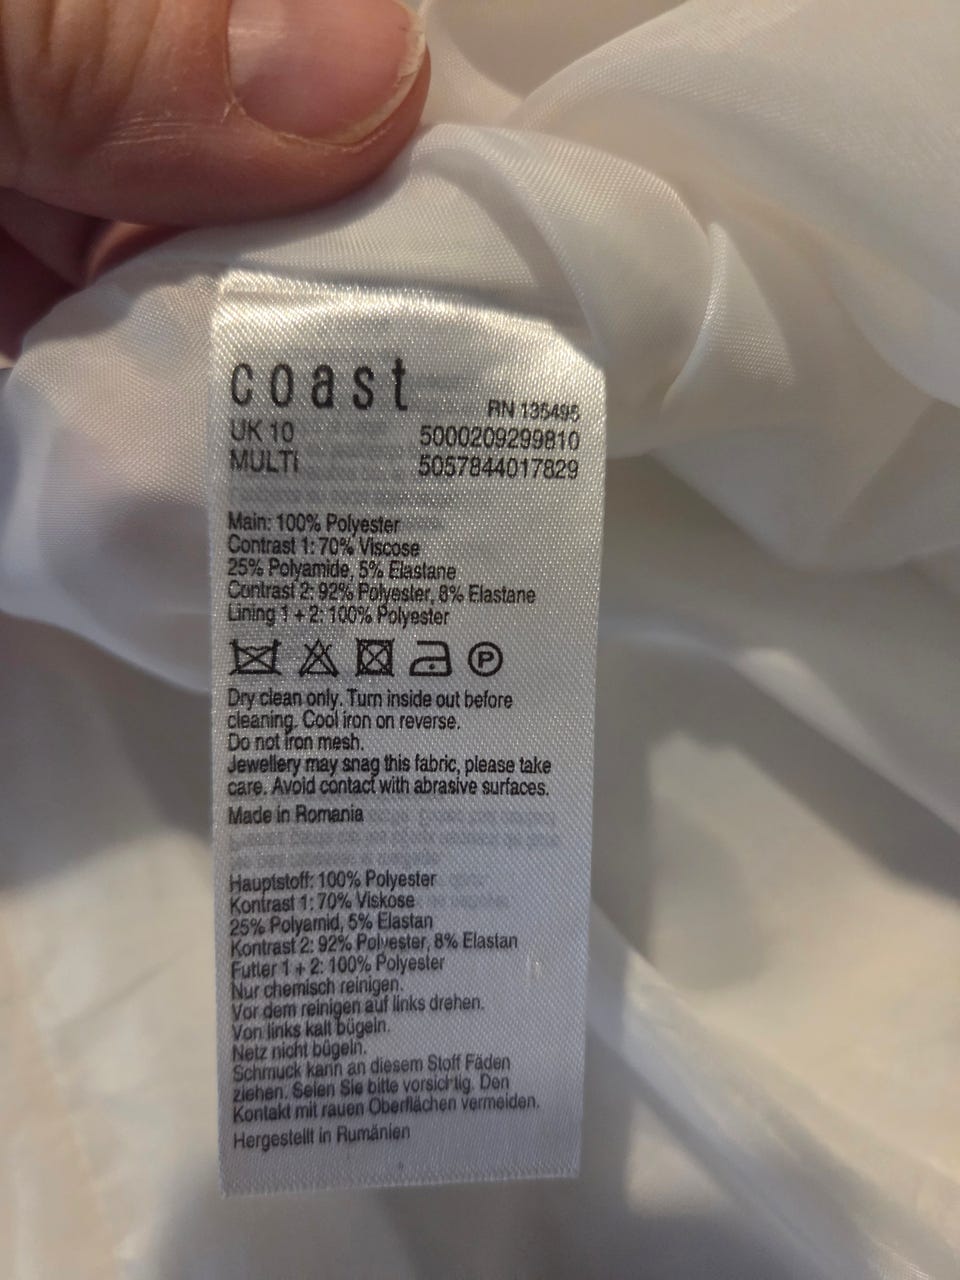 coast
RN 135495
UK 10 5000209299810
MULTI 5057844017829
Main: 100% Polyester
Contrast 1: 70% Viscose
25% Polyamide, 5% Elastane
Contrast 2: 92% Polyester, 8% Elastane
Lining 1 + 2: 100% Polyester
P
Dry clean only. Turn inside out before
cleaning. Cool iron on reverse.
Do not iron mesh.
Jewellery may snag this fabric, please take
care. Avoid contact with abrasive surfaces.
Made in Romania
Hauptstoff: 100% Polyester
Kontrast 1: 70% Viskose
25% Polyamid, 5% Elastan
Kontrast 2: 92% Polyester, 8% Elastan
Futter 1 + 2: 100% Polyester
Nur chemisch reinigen.
Vor dem reinigen auf links drehen.
Von links kalt bügeln.
Netz nicht bügeln.
Schmuck kann an diesem Stoff Fäden
ziehen. Seien Sie bitte vorsichtig. Den
Kontakt mit rauen Oberflächen vermeiden.
Hergestellt in Rumänien